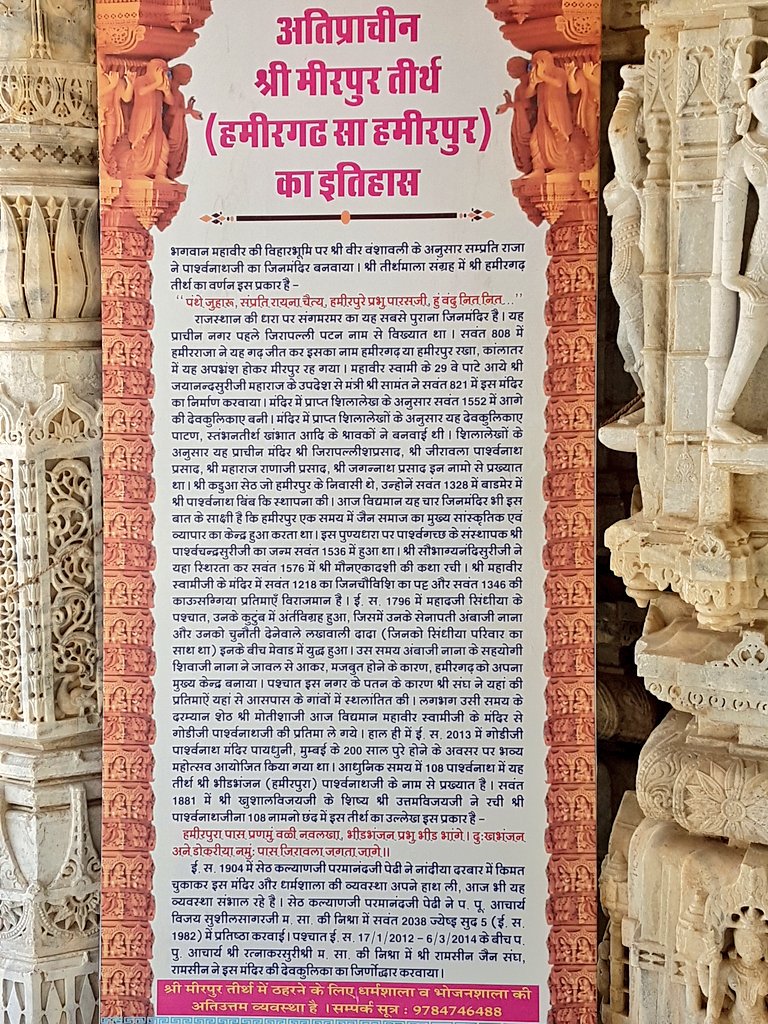 अतिप्राचीन
श्री मीरपुर तीर्थ
(हमीरगढ सा हमीरपुर)
का इतिहास
भगवान महावीर की विहारभूमि पर श्री वीर वंशावली के अनुसार सम्प्रति राजा
ने पार्श्वनाथजी का जिनमंदिर बनवाया । श्री तीर्थमाला संग्रह में श्री हमीरगढ़
तीर्थ का वर्णन इस प्रकार है –
‘‘पंथे जुहारू, संप्रति रायना चैत्य, हमीरपुरे प्रभु पारसजी, हुं वंदु नित नित...’’
राजस्थान की धरा पर संगमरमर का यह सबसे पुराना जिनमंदिर है । यह
प्राचीन नगर पहले जिरापल्ली पटन नाम से विख्यात था । सवंत 808 में
हमिरराजा ने यह गढ़ जीत कर इसका नाम हमीरगढ़ या हमिरपुर रखा, कांलातर
में यह अपभ्रंश होकर मीरपुर रह गया । महावीर स्वामी के 29 वे पाटे आये श्री
जयानन्दसुरीजी महाराज के उपदेश से मंत्री श्री सामंत ने सवंत 821 में इस मंदिर
का निर्माण करवाया । मंदिर में प्राप्त शिलालेख के अनुसार सवंत 1552 में आगे
की देवकुलिकाए बनी । मंदिर में प्राप्त शिलालेखों के अनुसार यह देवकुलिकाए
पाटण, स्तंभनतीर्थ खंभात आदि के श्रावकों ने बनवाई थी । शिलालेखों के
अनुसार यह प्राचीन मंदिर श्री जिरापल्लीशप्रसाद, श्री जीरावला पार्श्वनाथ
प्रसाद, श्री महाराज राणाजी प्रसाद, श्री जगन्नाथ प्रसाद इन नामो से प्रख्यात
था । श्री कडुआ सेठ जो हमीरपुर के निवासी थे, उन्होनें सवंत 1328 में बाडमेर में
श्री पार्श्वनाथ बिंब कि स्थापना की । आज विद्यमान यह चार जिनमंदिर भी इस
बात के साक्षी है कि हमिरपुर एक समय में जैन समाज का मुख्य सांस्कृतिक एवं
व्यापार का केन्द्र हुआ करता था । इस पुण्यधरा पर पार्श्वगच्छ के संस्थापक श्री
पार्श्वचन्द्रसुरीजी का जन्म सवंत 1536 में हुआ था । श्री सौभाग्यनंदिसुरीजी ने
यहा स्थिरता कर सवंत 1576 में श्री मौनएकादशी की कथा रची । श्री महावीर
स्वामीजी के मंदिर में सवंत 1218 का जिनचौविशि का पट्ट और सवंत 1346 की
काऊसग्गिया प्रतिमाएँ विराजमान है । ई. स. 1796 में महादजी सिंधीया के
पश्चात, उनके कुटुंब में अंर्तविग्रह हुआ, जिसमें उनके सेनापती अंबाजी नाना
और उनको चुनौती देनेवाले लखवाली दादा (जिनको सिंधीया परिवार का
साथ था) इनके बीच मेवाड में युद्ध हुआ । उस समय अंबाजी नाना के सहयोगी
शिवाजी नाना ने जावल से आकर, मजबुत होने के कारण, हमिरगढ़ को अपना
मुख्य केन्द्र बनाया । पश्चात इस नगर के पतन के कारण श्री संघ ने यहां की
प्रतिमाऐं यहां से आसपास के गांवों में स्थलांतित की । लगभग उसी समय के
दरम्यान शेठ श्री मोतीशाजी आज विद्यमान महावीर स्वामीजी के मंदिर से
गोडीजी पार्श्वनाथजी की प्रतिमा ले गये । हाल ही में ई. स. 2013 में गोडीजी
पार्श्वनाथ मंदिर पायधुनी, मुम्बई के 200 साल पुरे होने के अवसर पर भव्य
महोत्सव आयोजित किया गया था । आधुनिक समय में 108 पार्श्वनाथ में यह
तीर्थ श्री भीडभंजन (हमीरपुरा) पार्श्वनाथजी के नाम से प्रख्यात है । सवंत
1881 में श्री खुशालविजयजी के शिष्य श्री उत्तमविजयजी ने रची श्री
पार्श्वनाथजीना 108 नामनो छंद में इस तीर्थ का उल्लेख इस प्रकार है –
हमीरपुरा पास प्रणमुं वळी नवलखा, भीडभंजन प्रभु भीड भांगे । दुःखभंजन
अने डोकरीया नमुं; पास जिरावला जगता जागे ।।
ई. स. 1904 में सेठ कल्याणजी परमानंदजी पेढी ने नांदीया दरबार में किमत
चुकाकर इस मंदिर और धर्मशाला की व्यवस्था अपने हाथ ली, आज भी यह
व्यवस्था संभाल रहे है । सेठ कल्याणजी परमानंदजी पेढी ने प. पू. आचार्य
विजय सुशीलसागरजी म. सा. की निश्रा में सवंत 2038 ज्येष्ठ सुद 5 (ई. स.
1982) में प्रतिष्ठा करवाई । पश्चात ई. स. 17/1/2012 – 6/3/2014 के बीच प.
पु. आचार्य श्री रत्नाकरसुरीश्री म. सा. की निश्रा में श्री रामसीन जैन संघ,
रामसीन ने इस मंदिर की देवकुलिका का जिर्णोद्धार करवाया ।
श्री मीरपुर तीर्थ में ठहरने के लिए धर्मशाला व भोजनशाला की
अतिउत्तम व्यवस्था है । सम्पर्क सूत्र : 9784746488